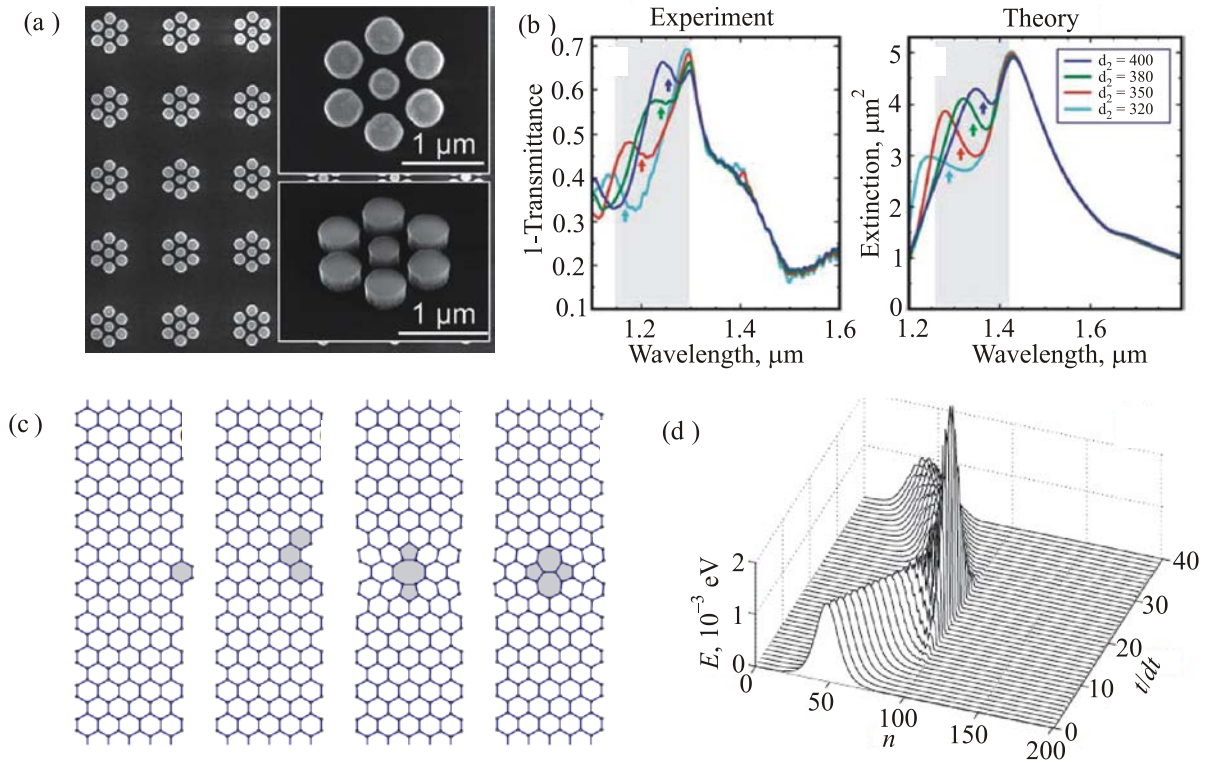 (a )
1 μm
1 μm
(b )
Experiment
Theory
0.7
0.6
0.5
0.4
0.3
0.2
0.1
1-Transmittance
1.2
1.4
1.6
Wavelength, μm
5
4
3
2
1
0
Extinction, μm²
d₂ = 400
d₂ = 380
d₂ = 350
d₂ = 320
1.2
1.3
1.4
Wavelength, μm
(c )
(d )
2
1
0
E, 10⁻³ eV
0
50
100
150
200
n
0
10
20
30
40
t/dt